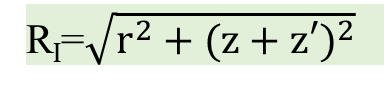 R_I=√(r² + (z + z′)²)